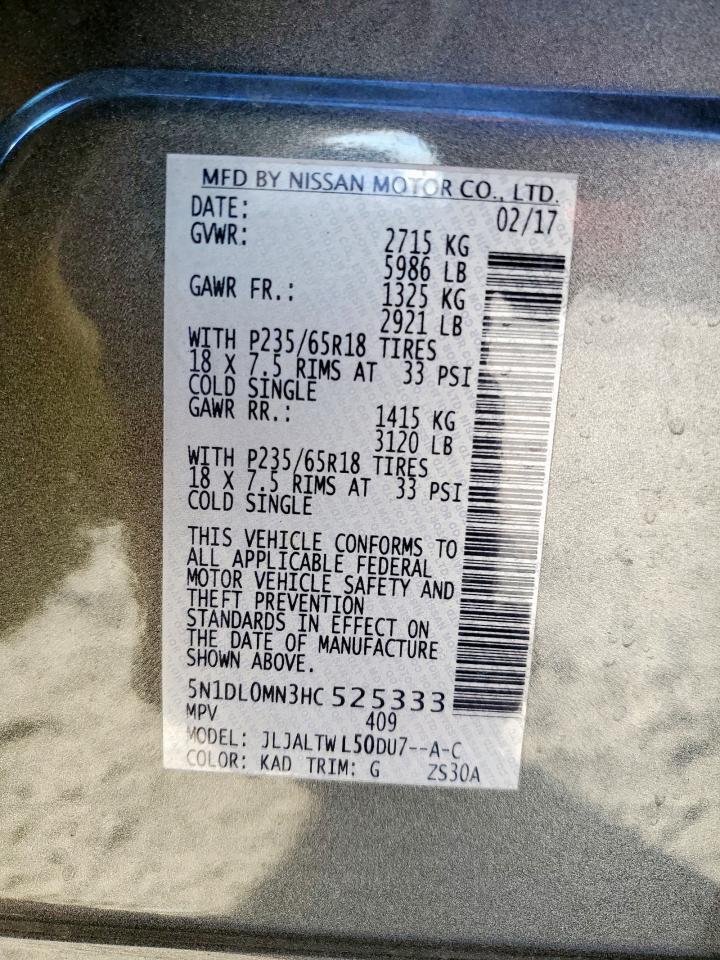 MFD BY NISSAN MOTOR CO., LTD.
DATE: 02/17
GVWR: 2715 KG
5986 LB
GAWR FR.: 1325 KG
2921 LB
WITH P235/65R18 TIRES
18 X 7.5 RIMS AT 33 PSI
COLD SINGLE
GAWR RR.: 1415 KG
3120 LB
WITH P235/65R18 TIRES
18 X 7.5 RIMS AT 33 PSI
COLD SINGLE
THIS VEHICLE CONFORMS TO
ALL APPLICABLE FEDERAL
MOTOR VEHICLE SAFETY AND
THEFT PREVENTION
STANDARDS IN EFFECT ON
THE DATE OF MANUFACTURE
SHOWN ABOVE.
5N1DL0MN3HC 525333
MPV 409
MODEL: JLJALTWL50DU7--A-C
COLOR: KAD TRIM: G ZS30A